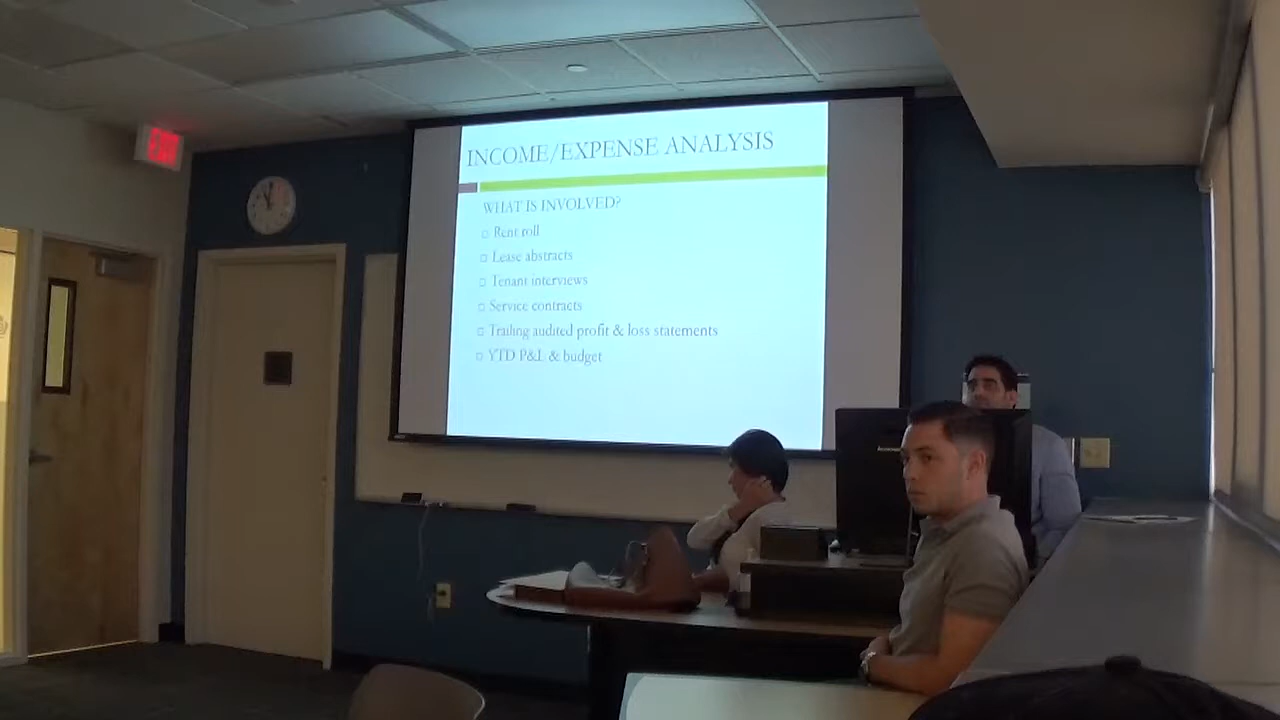 EXIT
INCOME/EXPENSE ANALYSIS
WHAT IS INVOLVED?
Rent roll
Lease abstracts
Tenant interviews
Service contracts
Trailing audited profit & loss statements
YTD P&L & budget